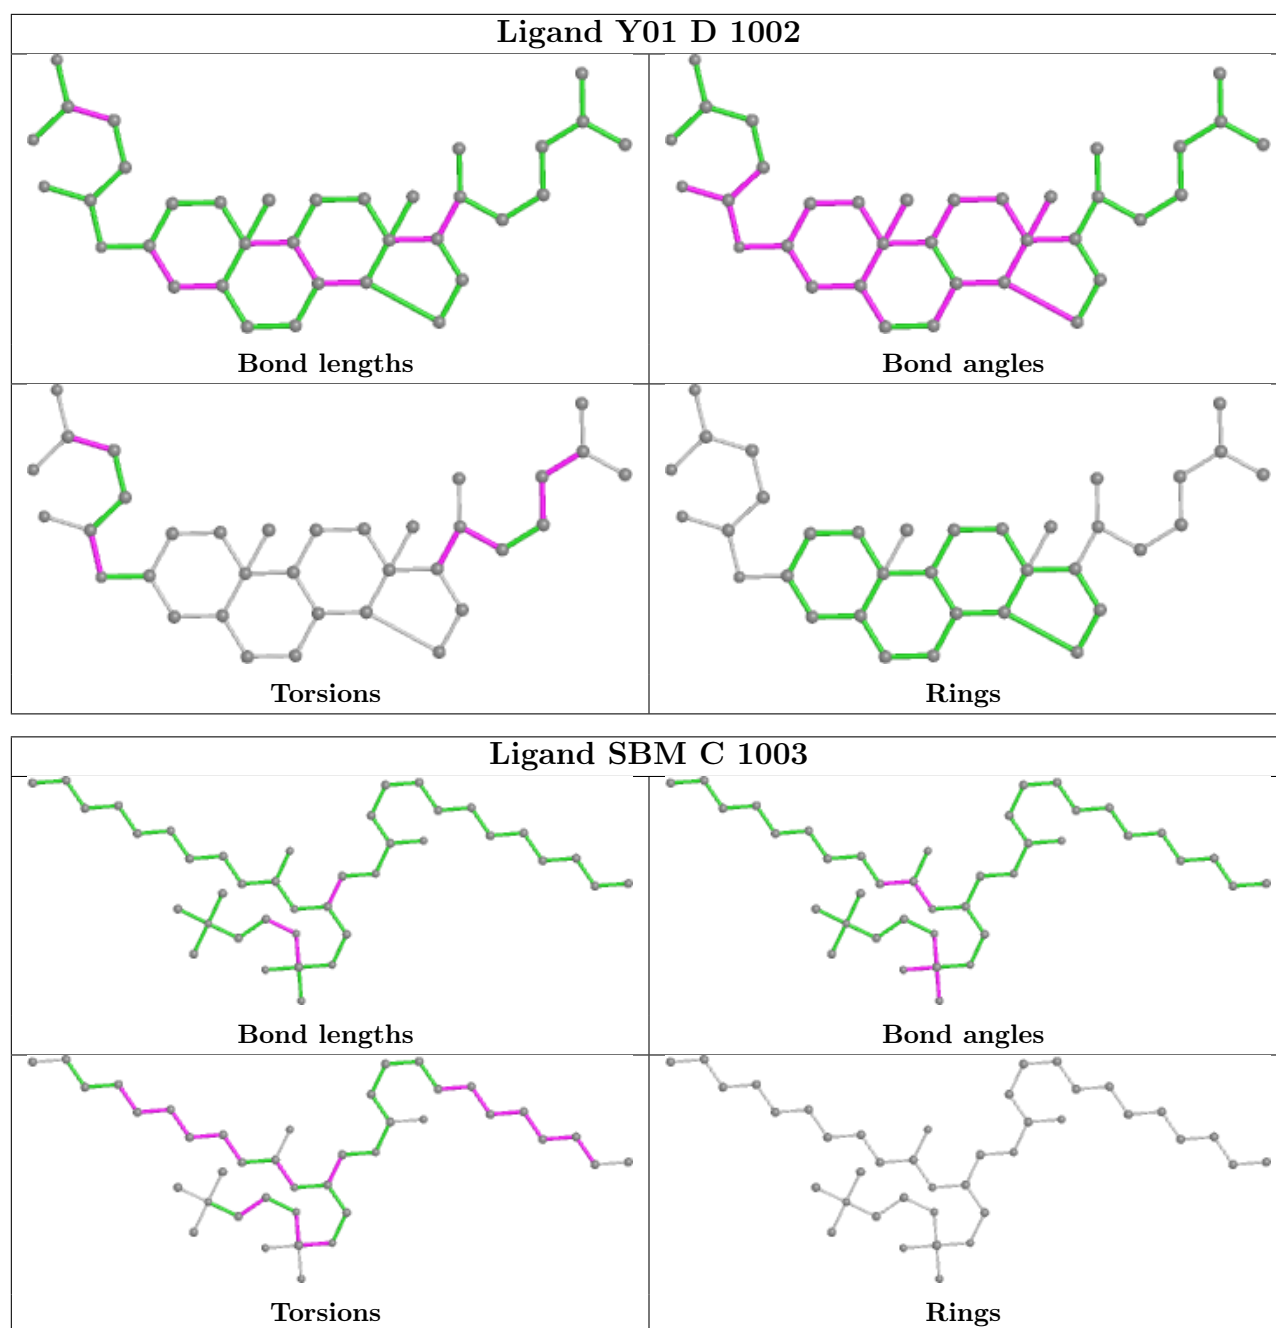 Ligand Y01 D 1002
Bond lengths
Bond angles
Torsions
Rings
Ligand SBM C 1003
Bond lengths
Bond angles
Torsions
Rings